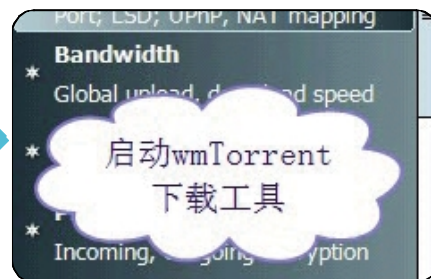 Port; LSD; UPnP, NAT mapping
Bandwidth
Global upload, download speed
启动wmTorrent
下载工具
Incoming,